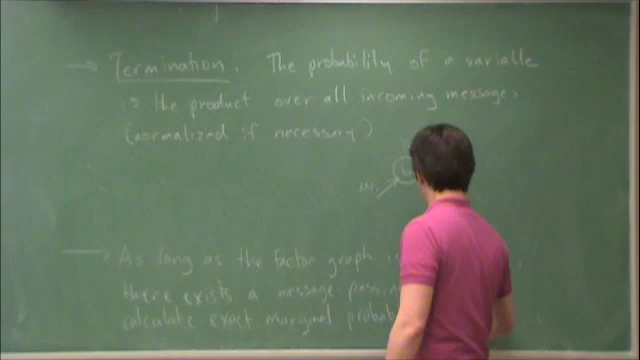 → Termination. The probability of a variable
is the product over all incoming messages
(normalized if necessary)
→ As long as the factor graph is
there exists a message passin
calculate exact marginal probab